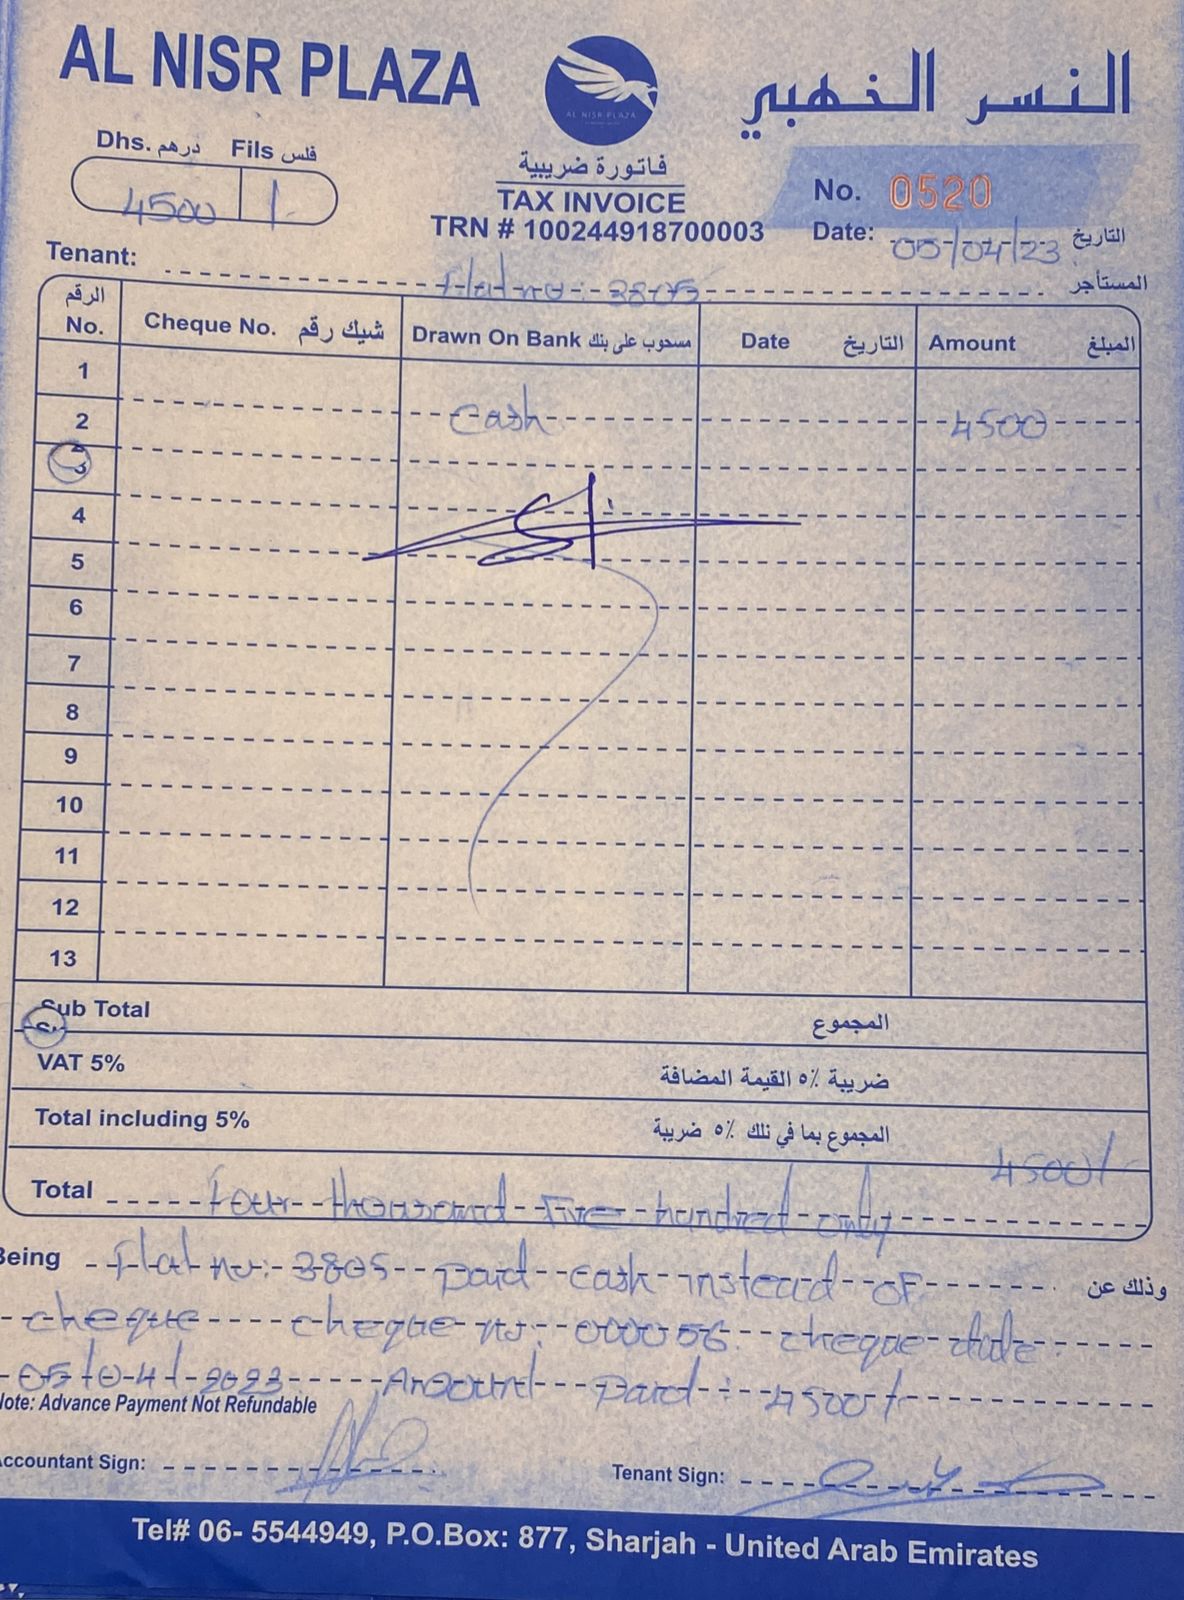 AL NISR PLAZA
النسر الذهبي
AL NISR PLAZA
Dhs. درهم Fils فلس
4500 /-
فاتورة ضريبية
TAX INVOICE
TRN # 100244918700003
No. 0520
Date: 05/04/23 التاريخ
Tenant: Flat no: 3805 المستأجر
الرقم No. Cheque No. شيك رقم Drawn On Bank مسحوب على بنك Date التاريخ Amount المبلغ
1
2 Cash 4500
3
4
5
6
7
8
9
10
11
12
13
Sub Total المجموع
VAT 5% ضريبة ٥٪ القيمة المضافة
Total including 5% المجموع بما في ذلك ٥٪ ضريبة
4500/-
Total Four thousand Five hundred only
Being Flat no: 3805 paid cash instead of وذلك عن
cheque cheque no: 000056 cheque date:
05/04/2023 Amount paid: 4500/-
Note: Advance Payment Not Refundable
Accountant Sign: Tenant Sign:
Tel# 06- 5544949, P.O.Box: 877, Sharjah - United Arab Emirates